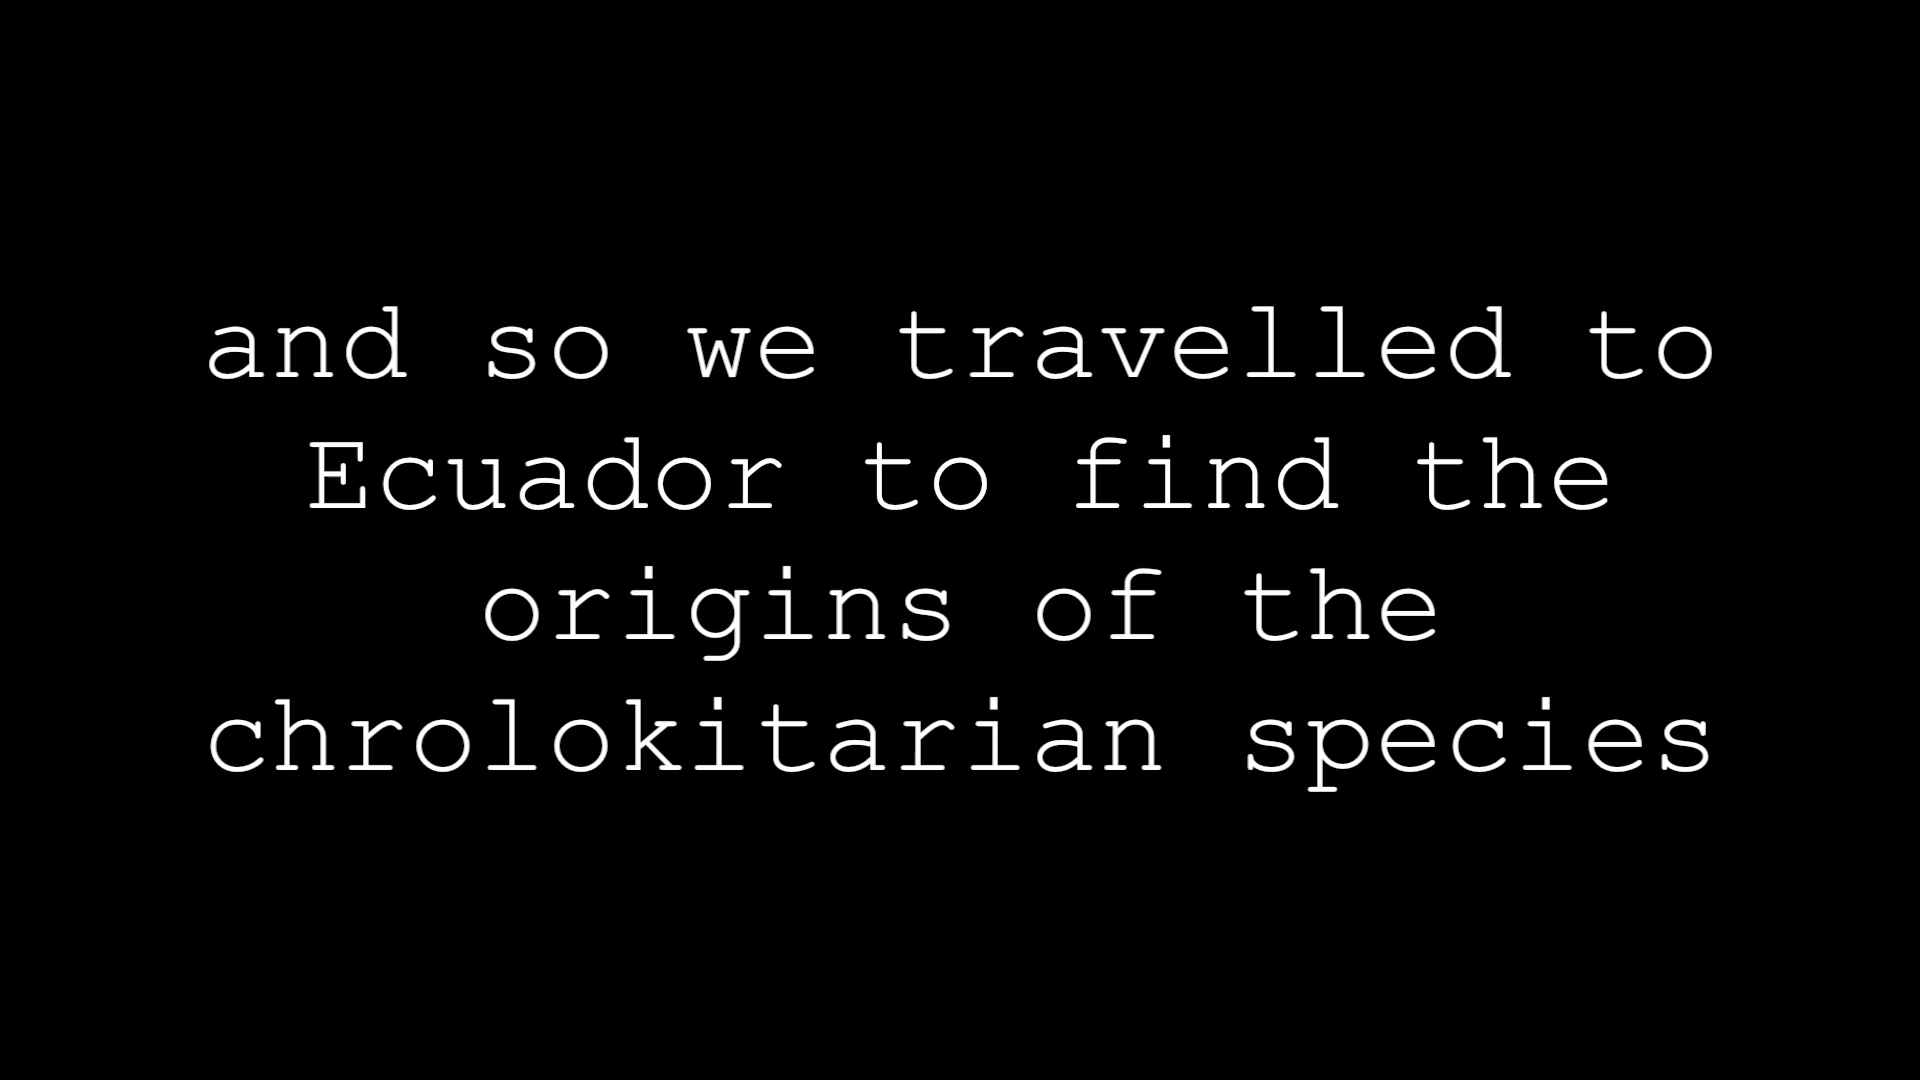 and so we travelled to
Ecuador to find the
origins of the
chrolokitarian species